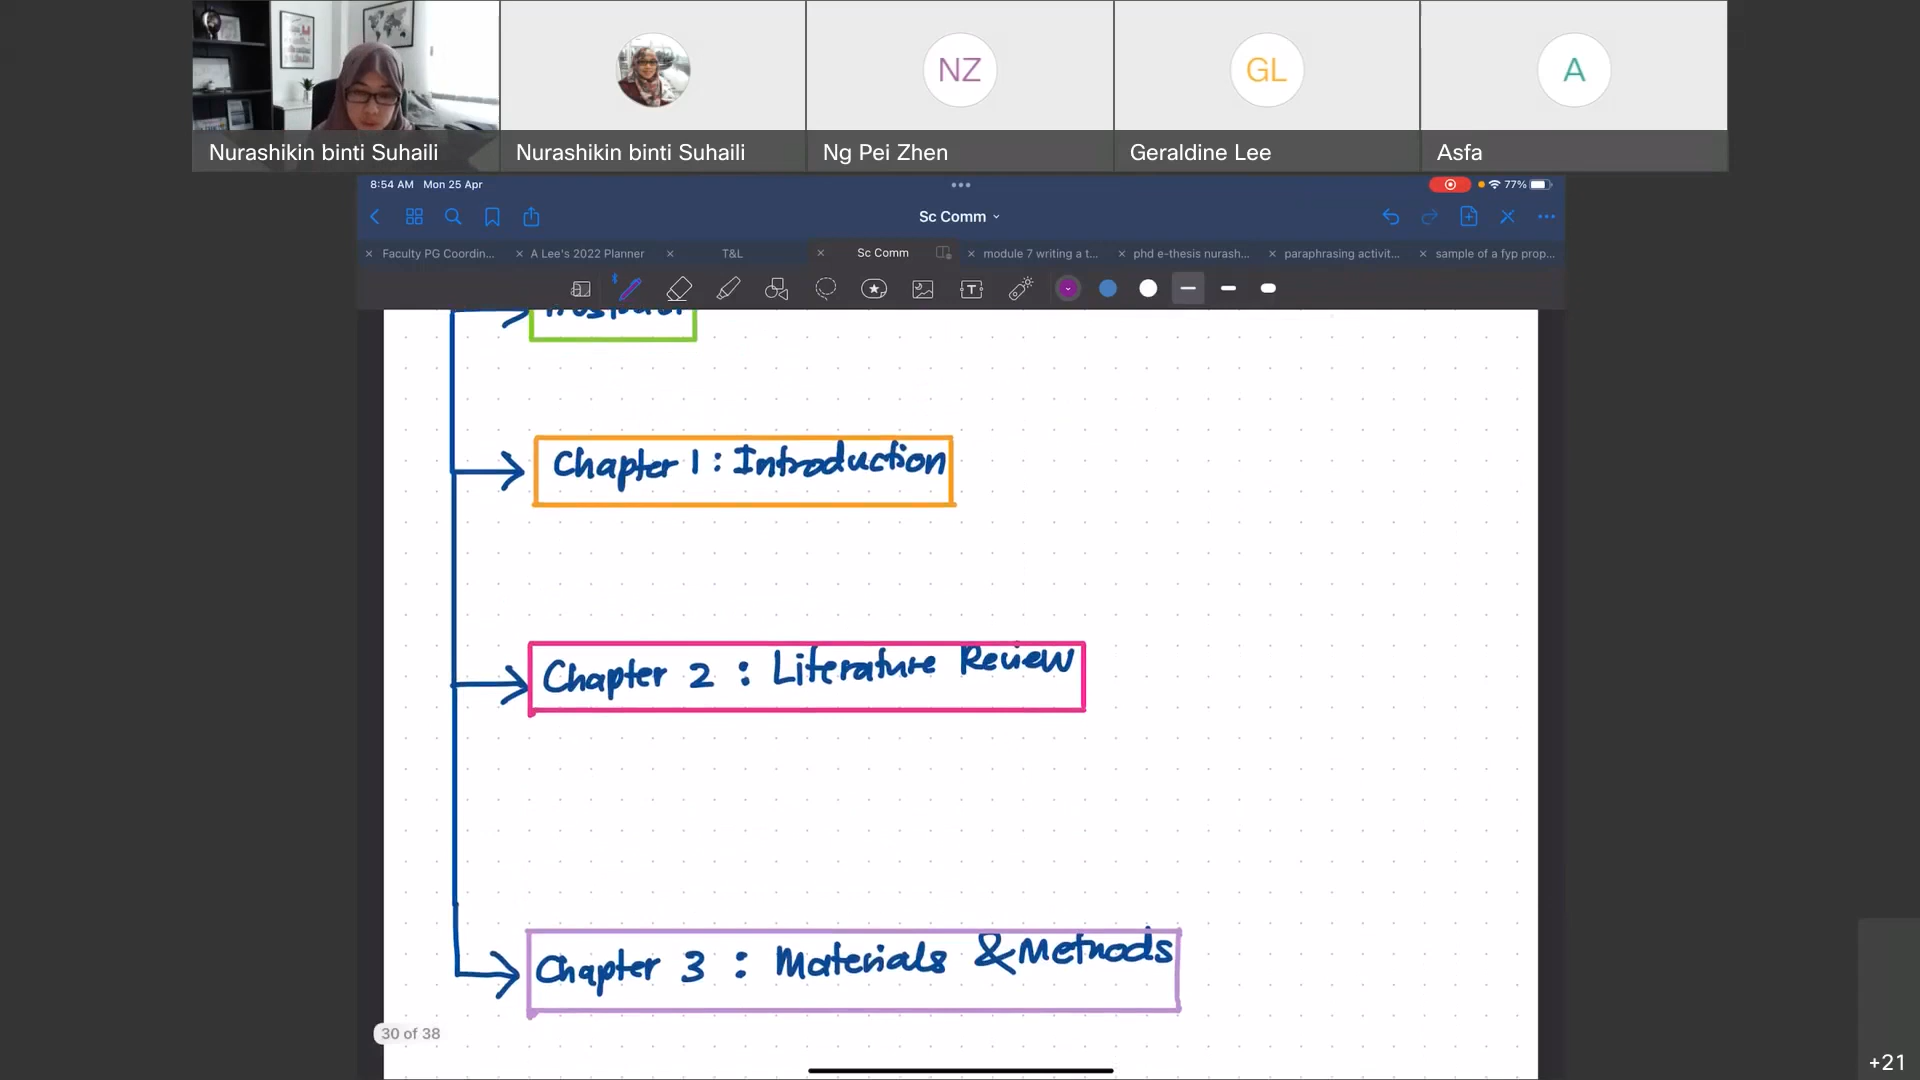 NZ
GL
A
Nurashikin binti Suhaili
Nurashikin binti Suhaili
Ng Pei Zhen
Geraldine Lee
Asfa
8:54 AM Mon 25 Apr
77%
Sc Comm
Faculty PG Coordin...
A Lee's 2022 Planner
T&L
Sc Comm
module 7 writing a t...
phd e-thesis nurash...
paraphrasing activit...
sample of a fyp prop...
Chapter 1 : Introduction
Chapter 2 : Literature Review
Chapter 3 : Materials & Methods
30 of 38
+21